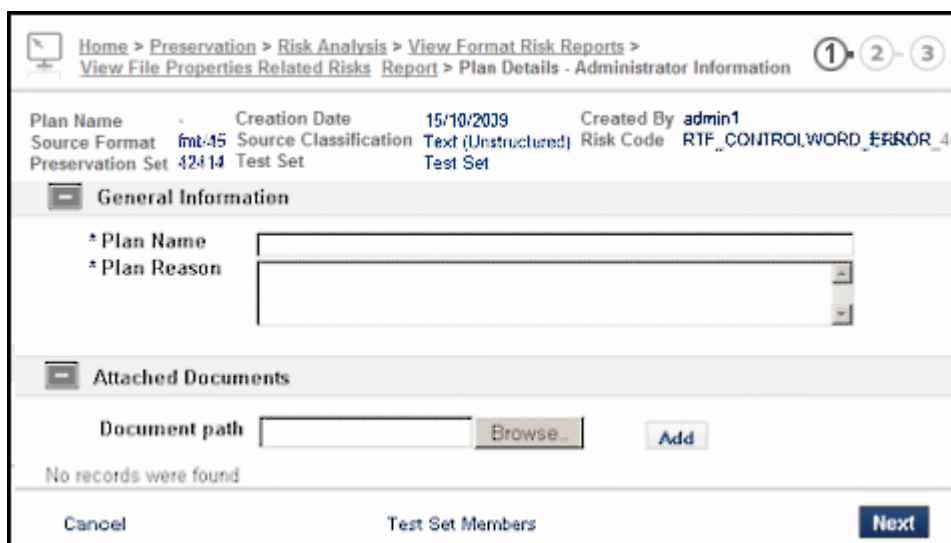 Home > Preservation > Risk Analysis > View Format Risk Reports >
View File Properties Related Risks Report > Plan Details - Administrator Information
1 2 3
Plan Name - Creation Date 15/10/2009 Created By admin1
Source Format fmt/45 Source Classification Text (Unstructured) Risk Code RTF_CONTROLWORD_ERROR_4
Preservation Set 42414 Test Set Test Set
General Information
* Plan Name
* Plan Reason
Attached Documents
Document path Browse... Add
No records were found
Cancel Test Set Members Next